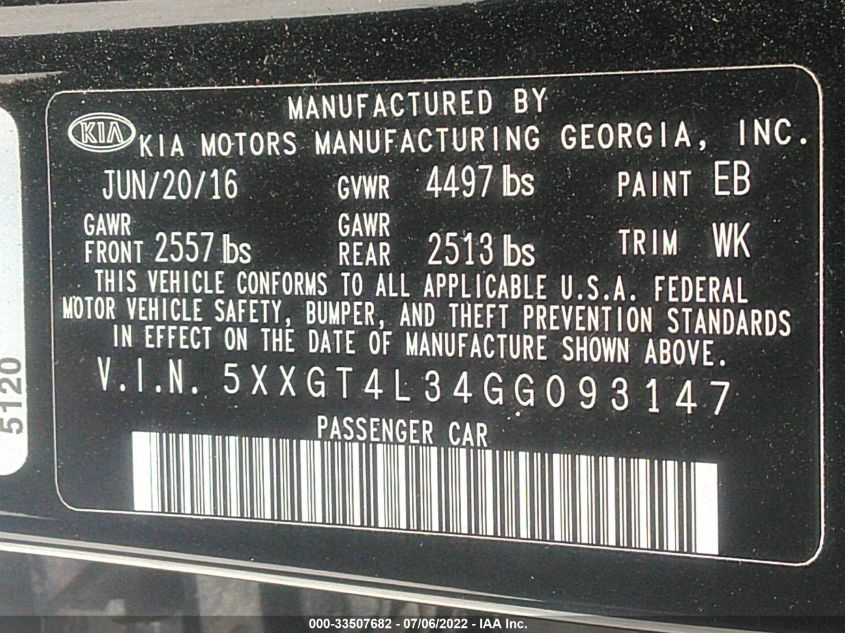 MANUFACTURED BY
KIA KIA MOTORS MANUFACTURING GEORGIA, INC.
JUN/20/16 GVWR 4497 lbs PAINT EB
GAWR FRONT 2557 lbs GAWR REAR 2513 lbs TRIM WK
THIS VEHICLE CONFORMS TO ALL APPLICABLE U.S.A. FEDERAL
MOTOR VEHICLE SAFETY, BUMPER, AND THEFT PREVENTION STANDARDS
IN EFFECT ON THE DATE OF MANUFACTURE SHOWN ABOVE.
V.I.N. 5XXGT4L34GG093147
PASSENGER CAR
5120
000-33507682 - 07/06/2022 - IAA Inc.